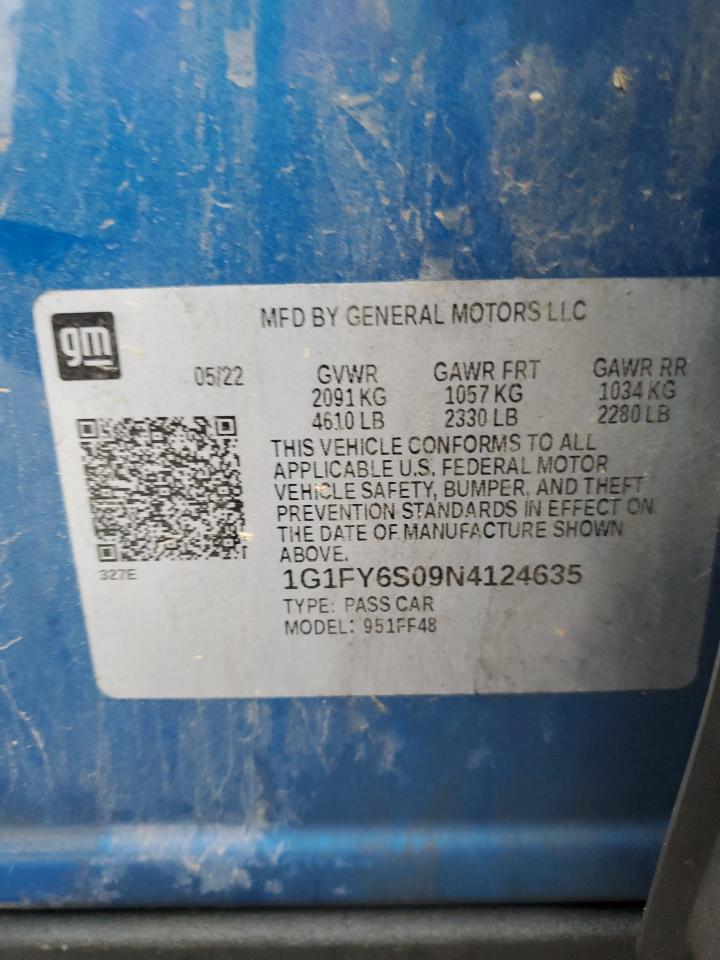 MFD BY GENERAL MOTORS LLC
gm
05/22
GVWR GAWR FRT GAWR RR
2091 KG 1057 KG 1034 KG
4610 LB 2330 LB 2280 LB
THIS VEHICLE CONFORMS TO ALL
APPLICABLE U.S. FEDERAL MOTOR
VEHICLE SAFETY, BUMPER, AND THEFT
PREVENTION STANDARDS IN EFFECT ON
THE DATE OF MANUFACTURE SHOWN
ABOVE.
327E
1G1FY6S09N4124635
TYPE: PASS CAR
MODEL: 951FF48